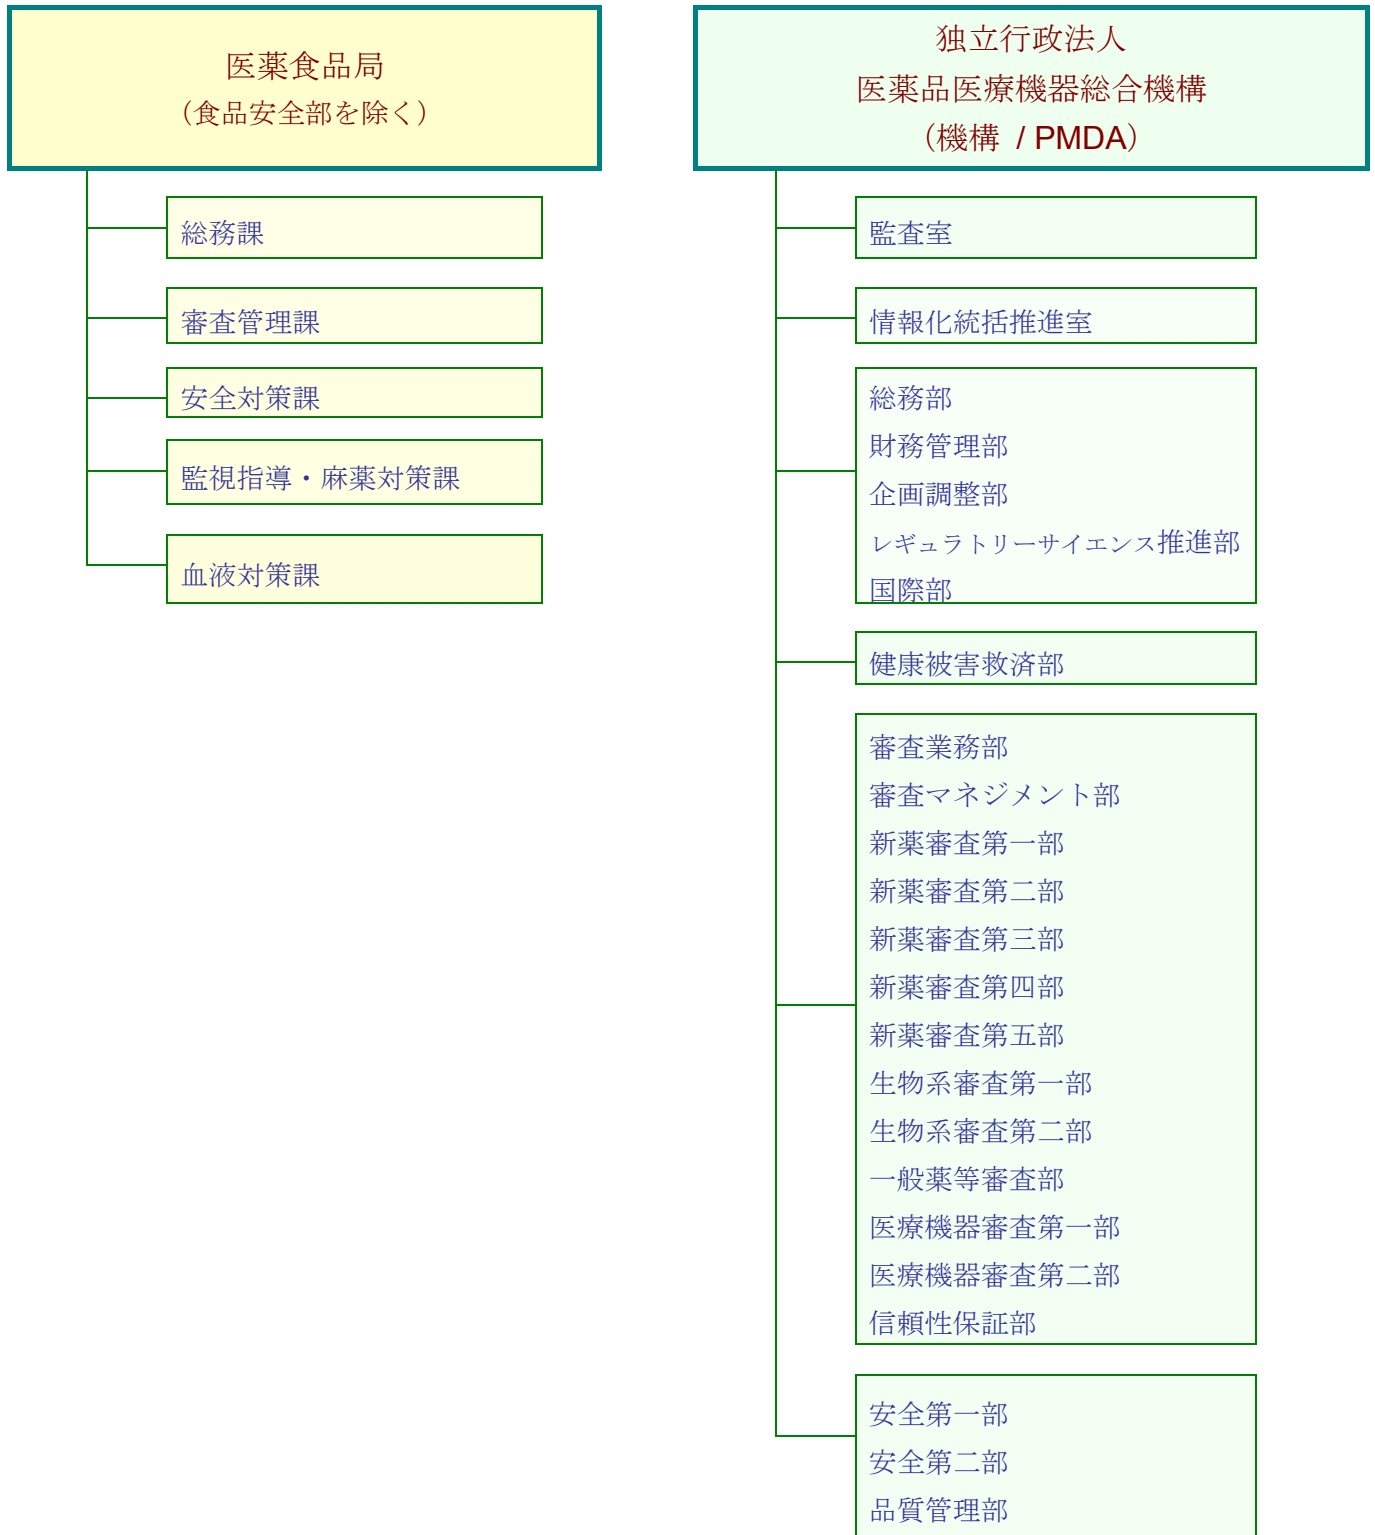 医薬食品局
（食品安全部を除く）
総務課
審査管理課
安全対策課
監視指導・麻薬対策課
血液対策課
独立行政法人
医薬品医療機器総合機構
（機構 / PMDA）
監査室
情報化統括推進室
総務部
財務管理部
企画調整部
レギュラトリーサイエンス推進部
国際部
健康被害救済部
審査業務部
審査マネジメント部
新薬審査第一部
新薬審査第二部
新薬審査第三部
新薬審査第四部
新薬審査第五部
生物系審査第一部
生物系審査第二部
一般薬等審査部
医療機器審査第一部
医療機器審査第二部
信頼性保証部
安全第一部
安全第二部
品質管理部